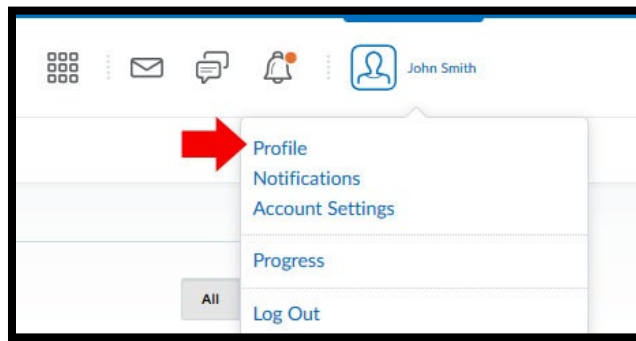 John Smith
Profile
Notifications
Account Settings
Progress
All
Log Out